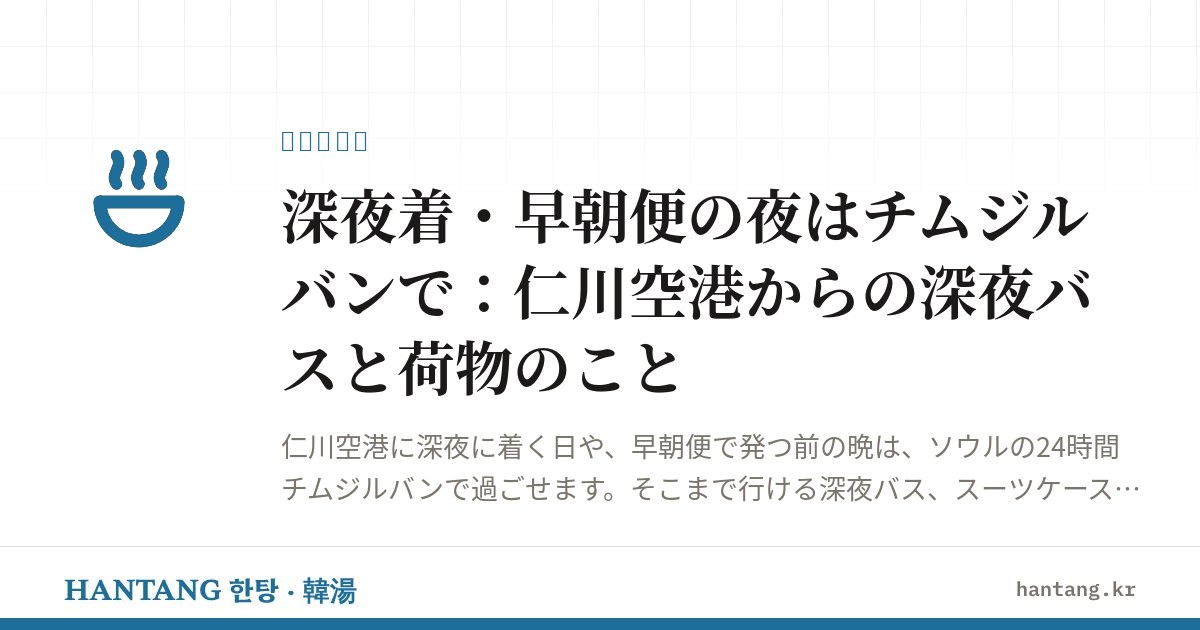 深夜着・早朝便の夜はチムジル
バンで：仁川空港からの深夜バ
スと荷物のこと
仁川空港に深夜に着く日や、早朝便で発つ前の晩は、ソウルの24時間
チムジルバンで過ごせます。そこまで行ける深夜バス、スーツケース…
HANTANG 한탕 · 韓湯
hantang.kr